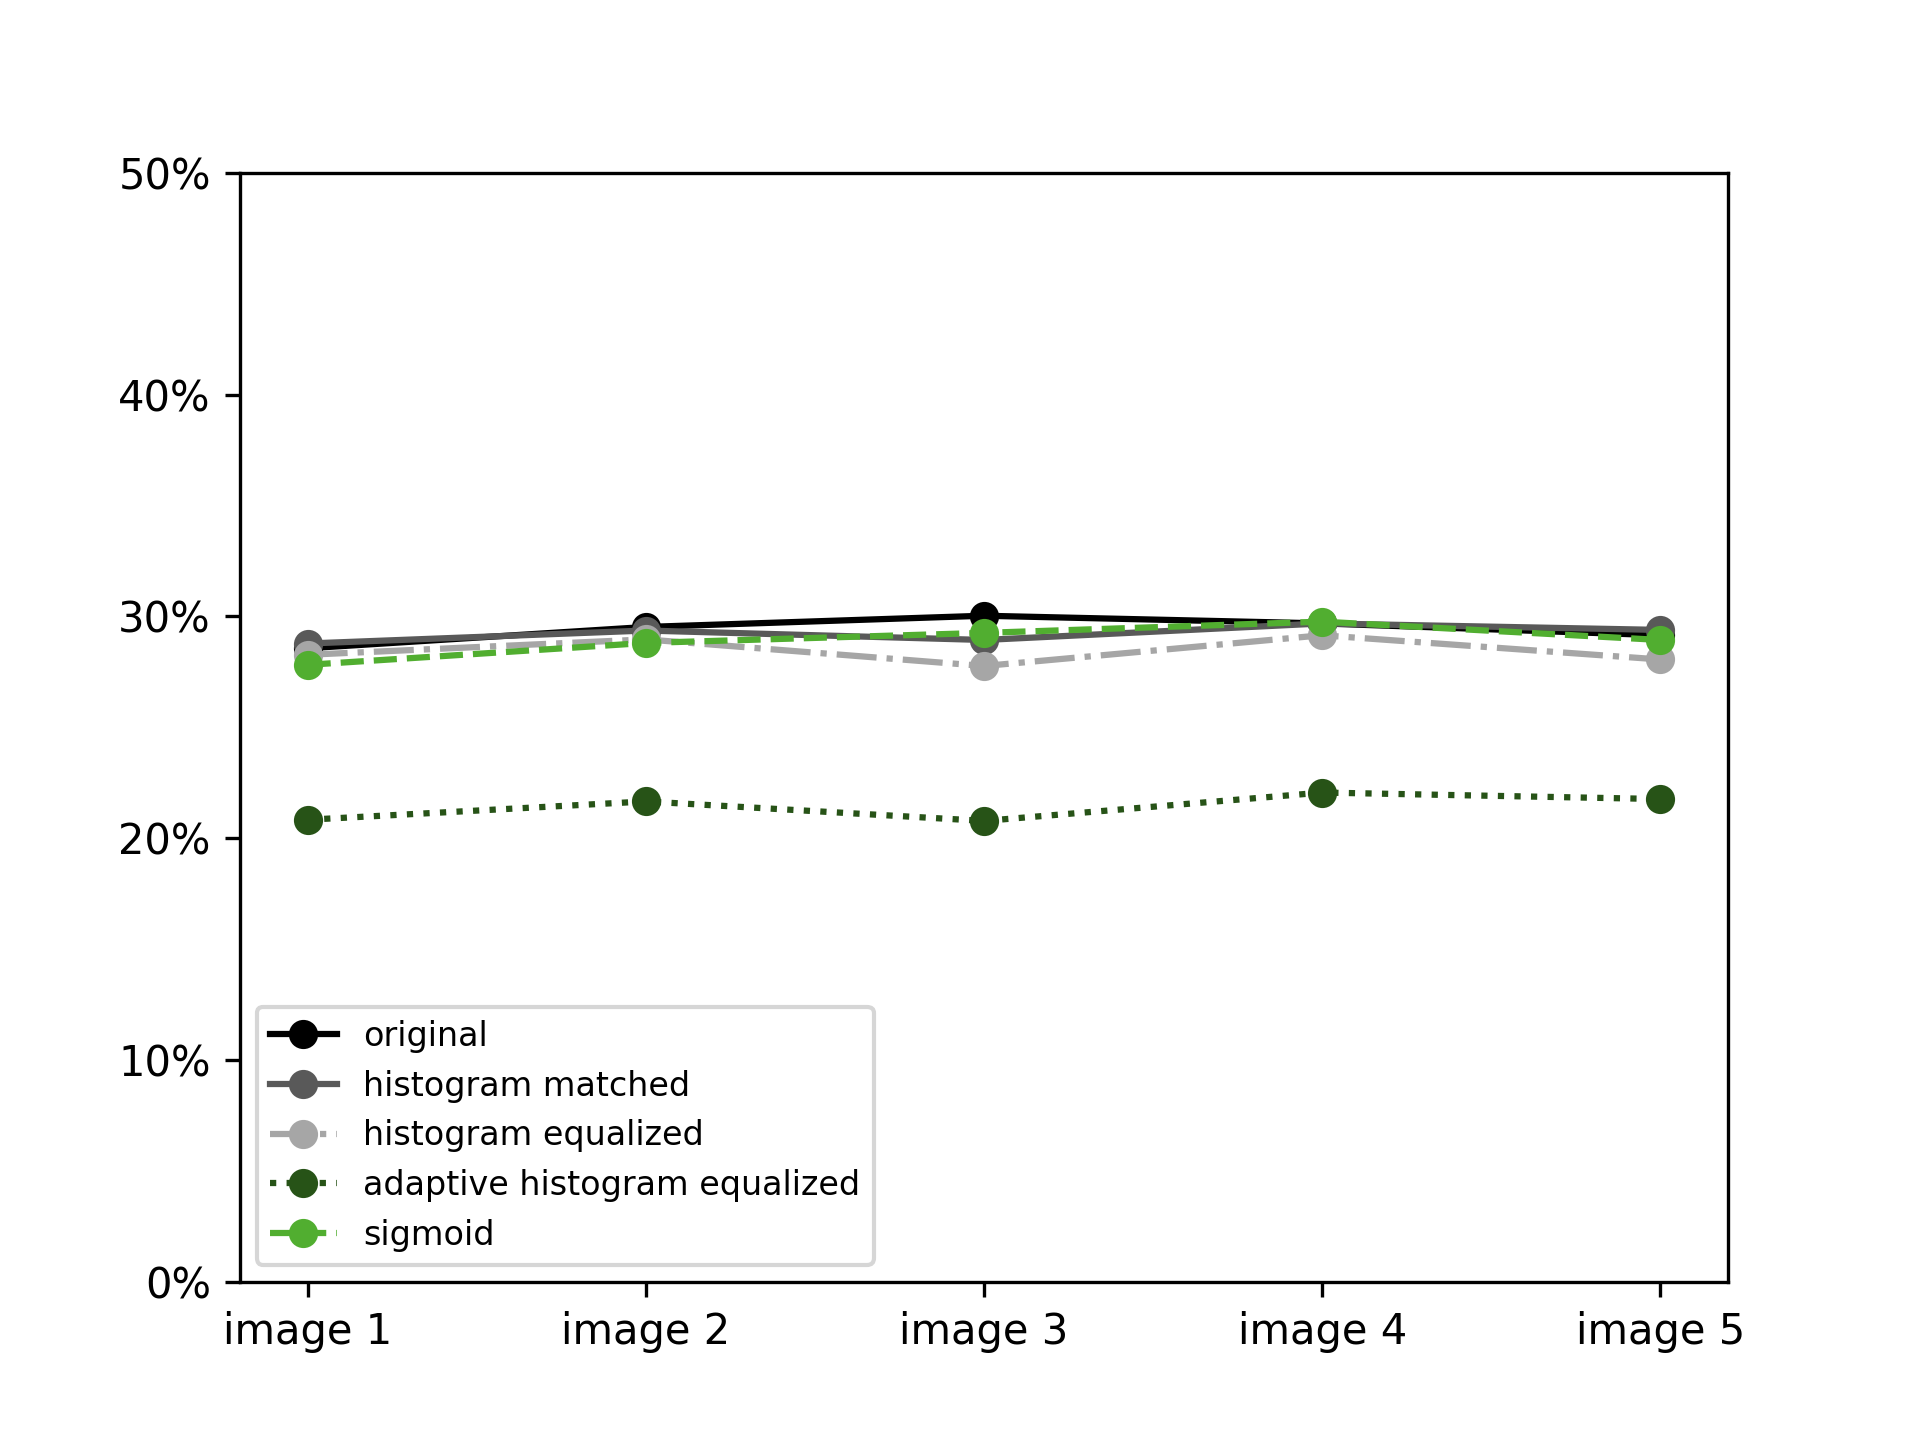 50%
40%
30%
20%
10%
0%
original
histogram matched
histogram equalized
adaptive histogram equalized
sigmoid
image 1 image 2 image 3 image 4 image 5